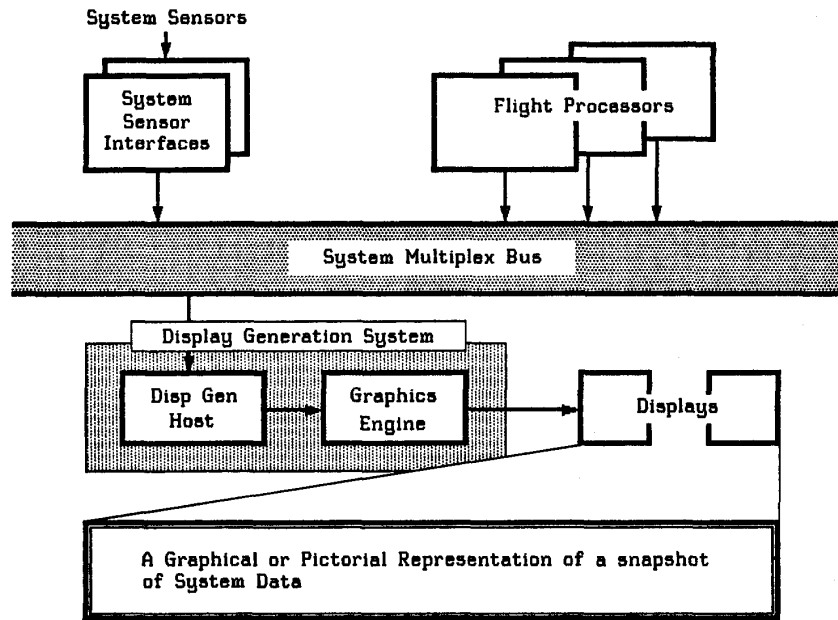 System Sensors
System
Sensor
Interfaces
Flight Processors
System Multiplex Bus
Display Generation System
Disp Gen
Host
Graphics
Engine
Displays
A Graphical or Pictorial Representation of a snapshot
of System Data